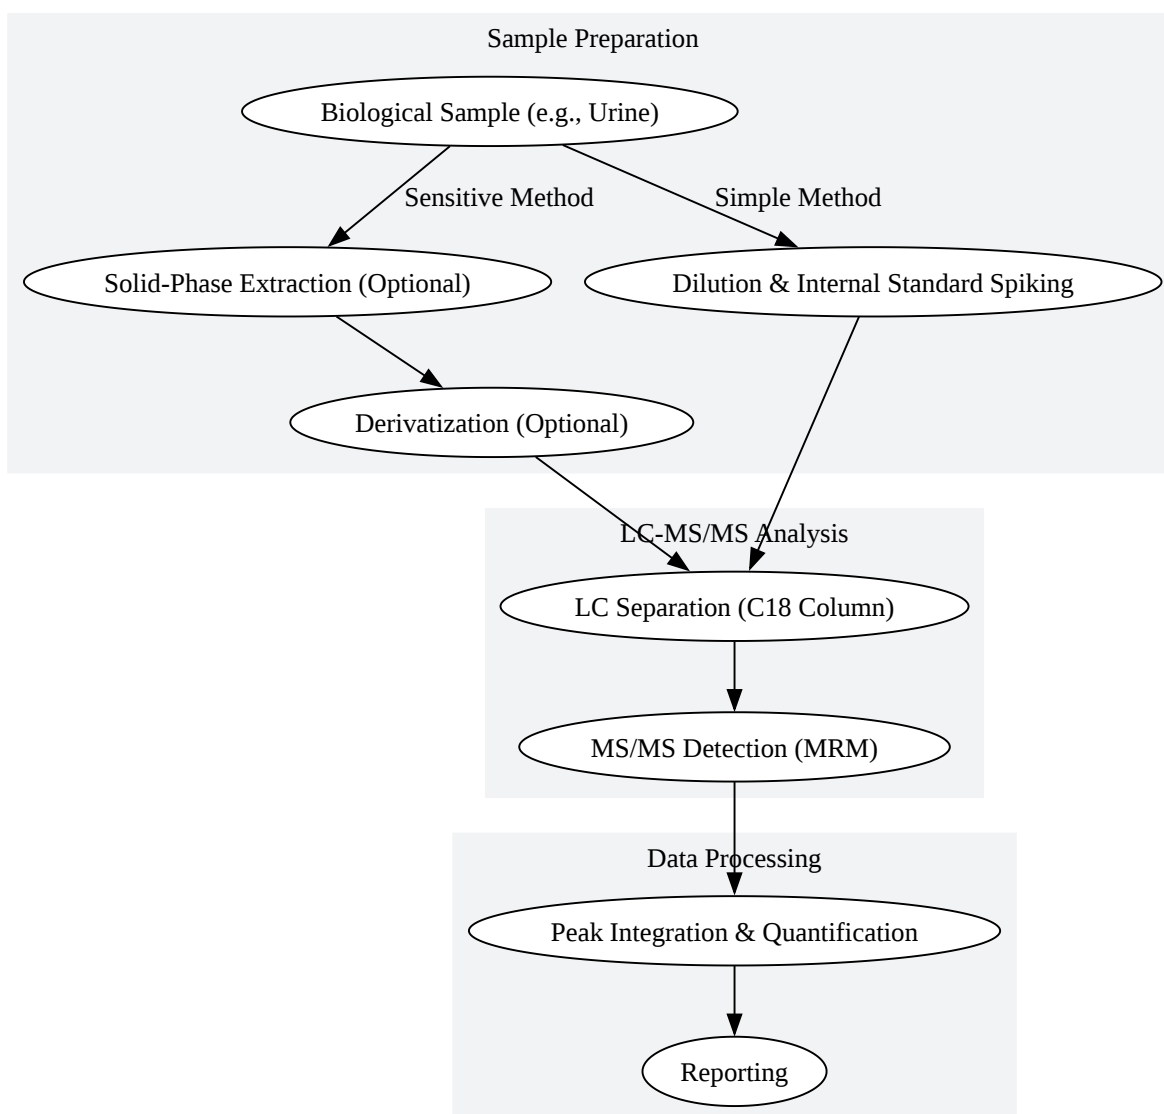 Sample Preparation
Biological Sample (e.g., Urine)
Sensitive Method
Simple Method
Solid-Phase Extraction (Optional)
Dilution & Internal Standard Spiking
Derivatization (Optional)
LC-MS/MS Analysis
LC Separation (C18 Column)
MS/MS Detection (MRM)
Data Processing
Peak Integration & Quantification
Reporting